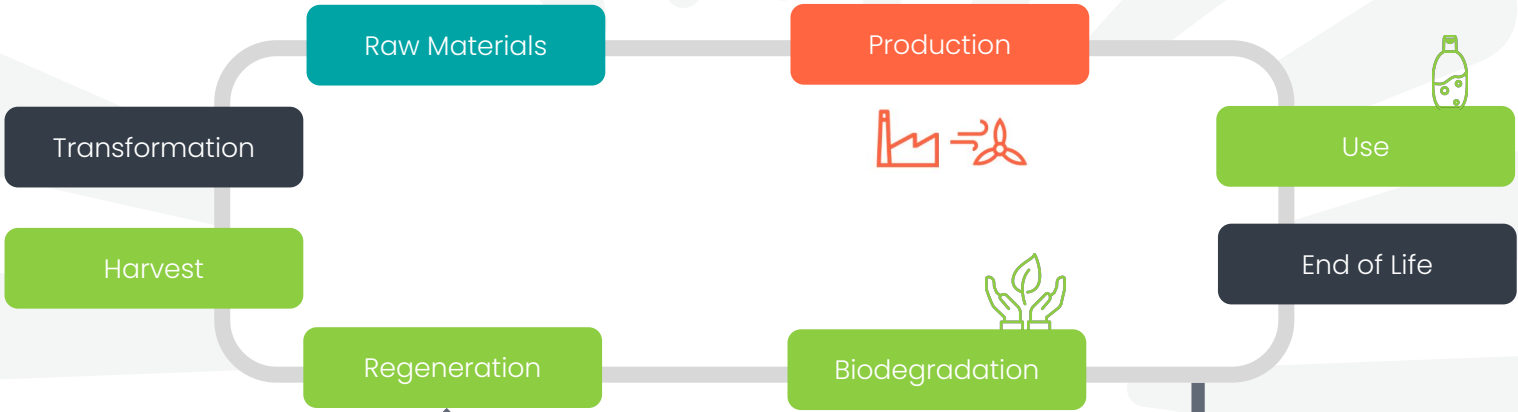 Raw Materials
Production
Transformation
Use
Harvest
End of Life
Regeneration
Biodegradation